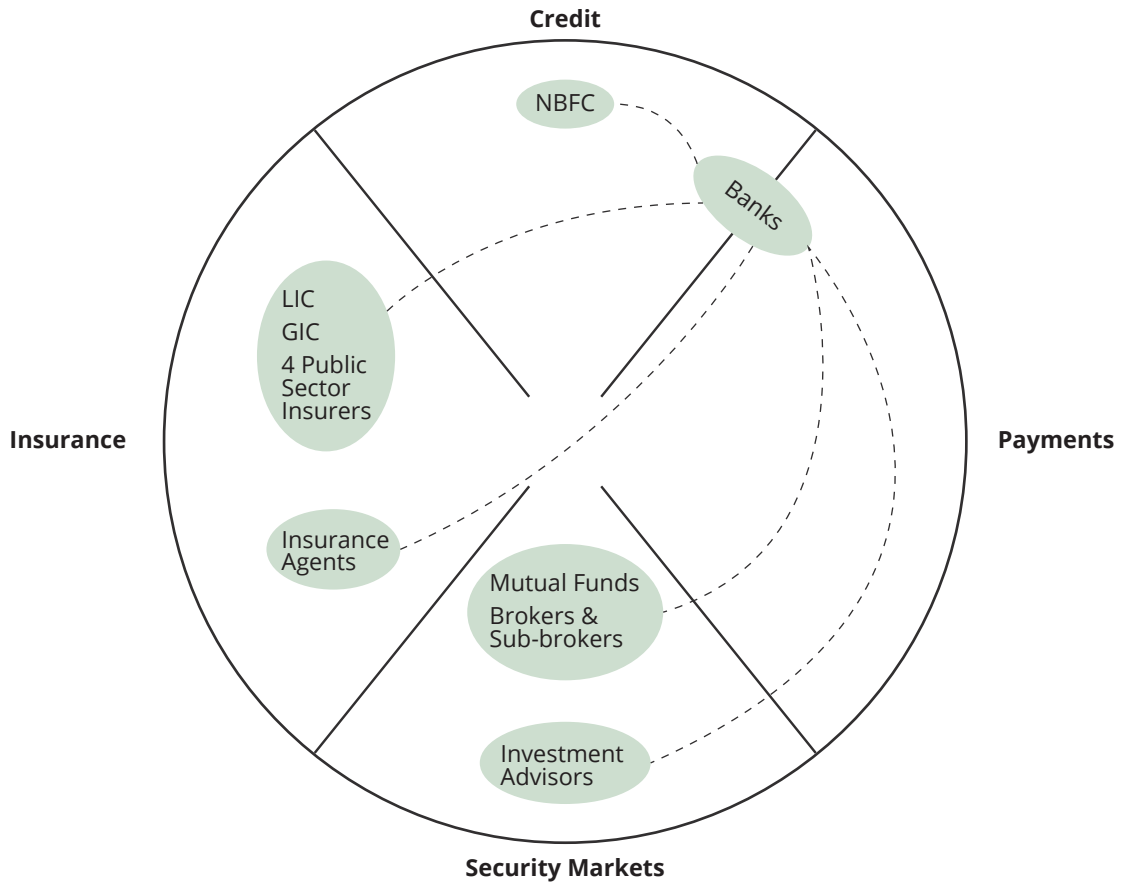 Credit
NBFC
Banks
LIC
GIC
4 Public
Sector
Insurers
Insurance
Payments
Insurance
Agents
Mutual Funds
Brokers &
Sub-brokers
Investment
Advisors
Security Markets